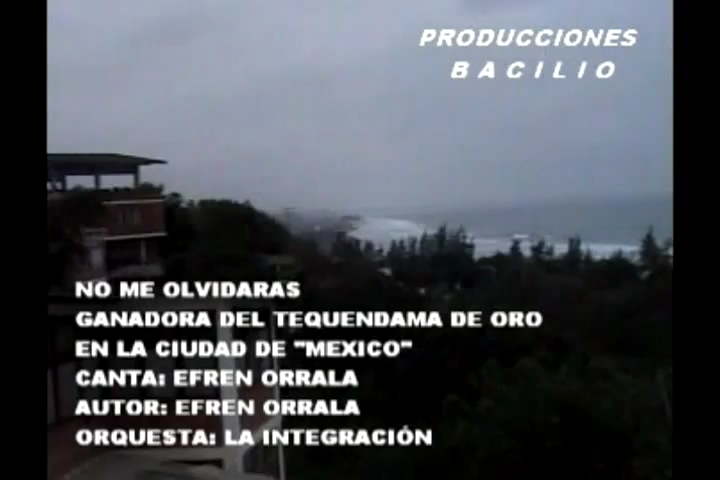 PRODUCCIONES
BACILIO
NO ME OLVIDARAS
GANADORA DEL TEQUENDAMA DE ORO
EN LA CIUDAD DE "MEXICO"
CANTA: EFREN ORRALA
AUTOR: EFREN ORRALA
ORQUESTA: LA INTEGRACIÓN